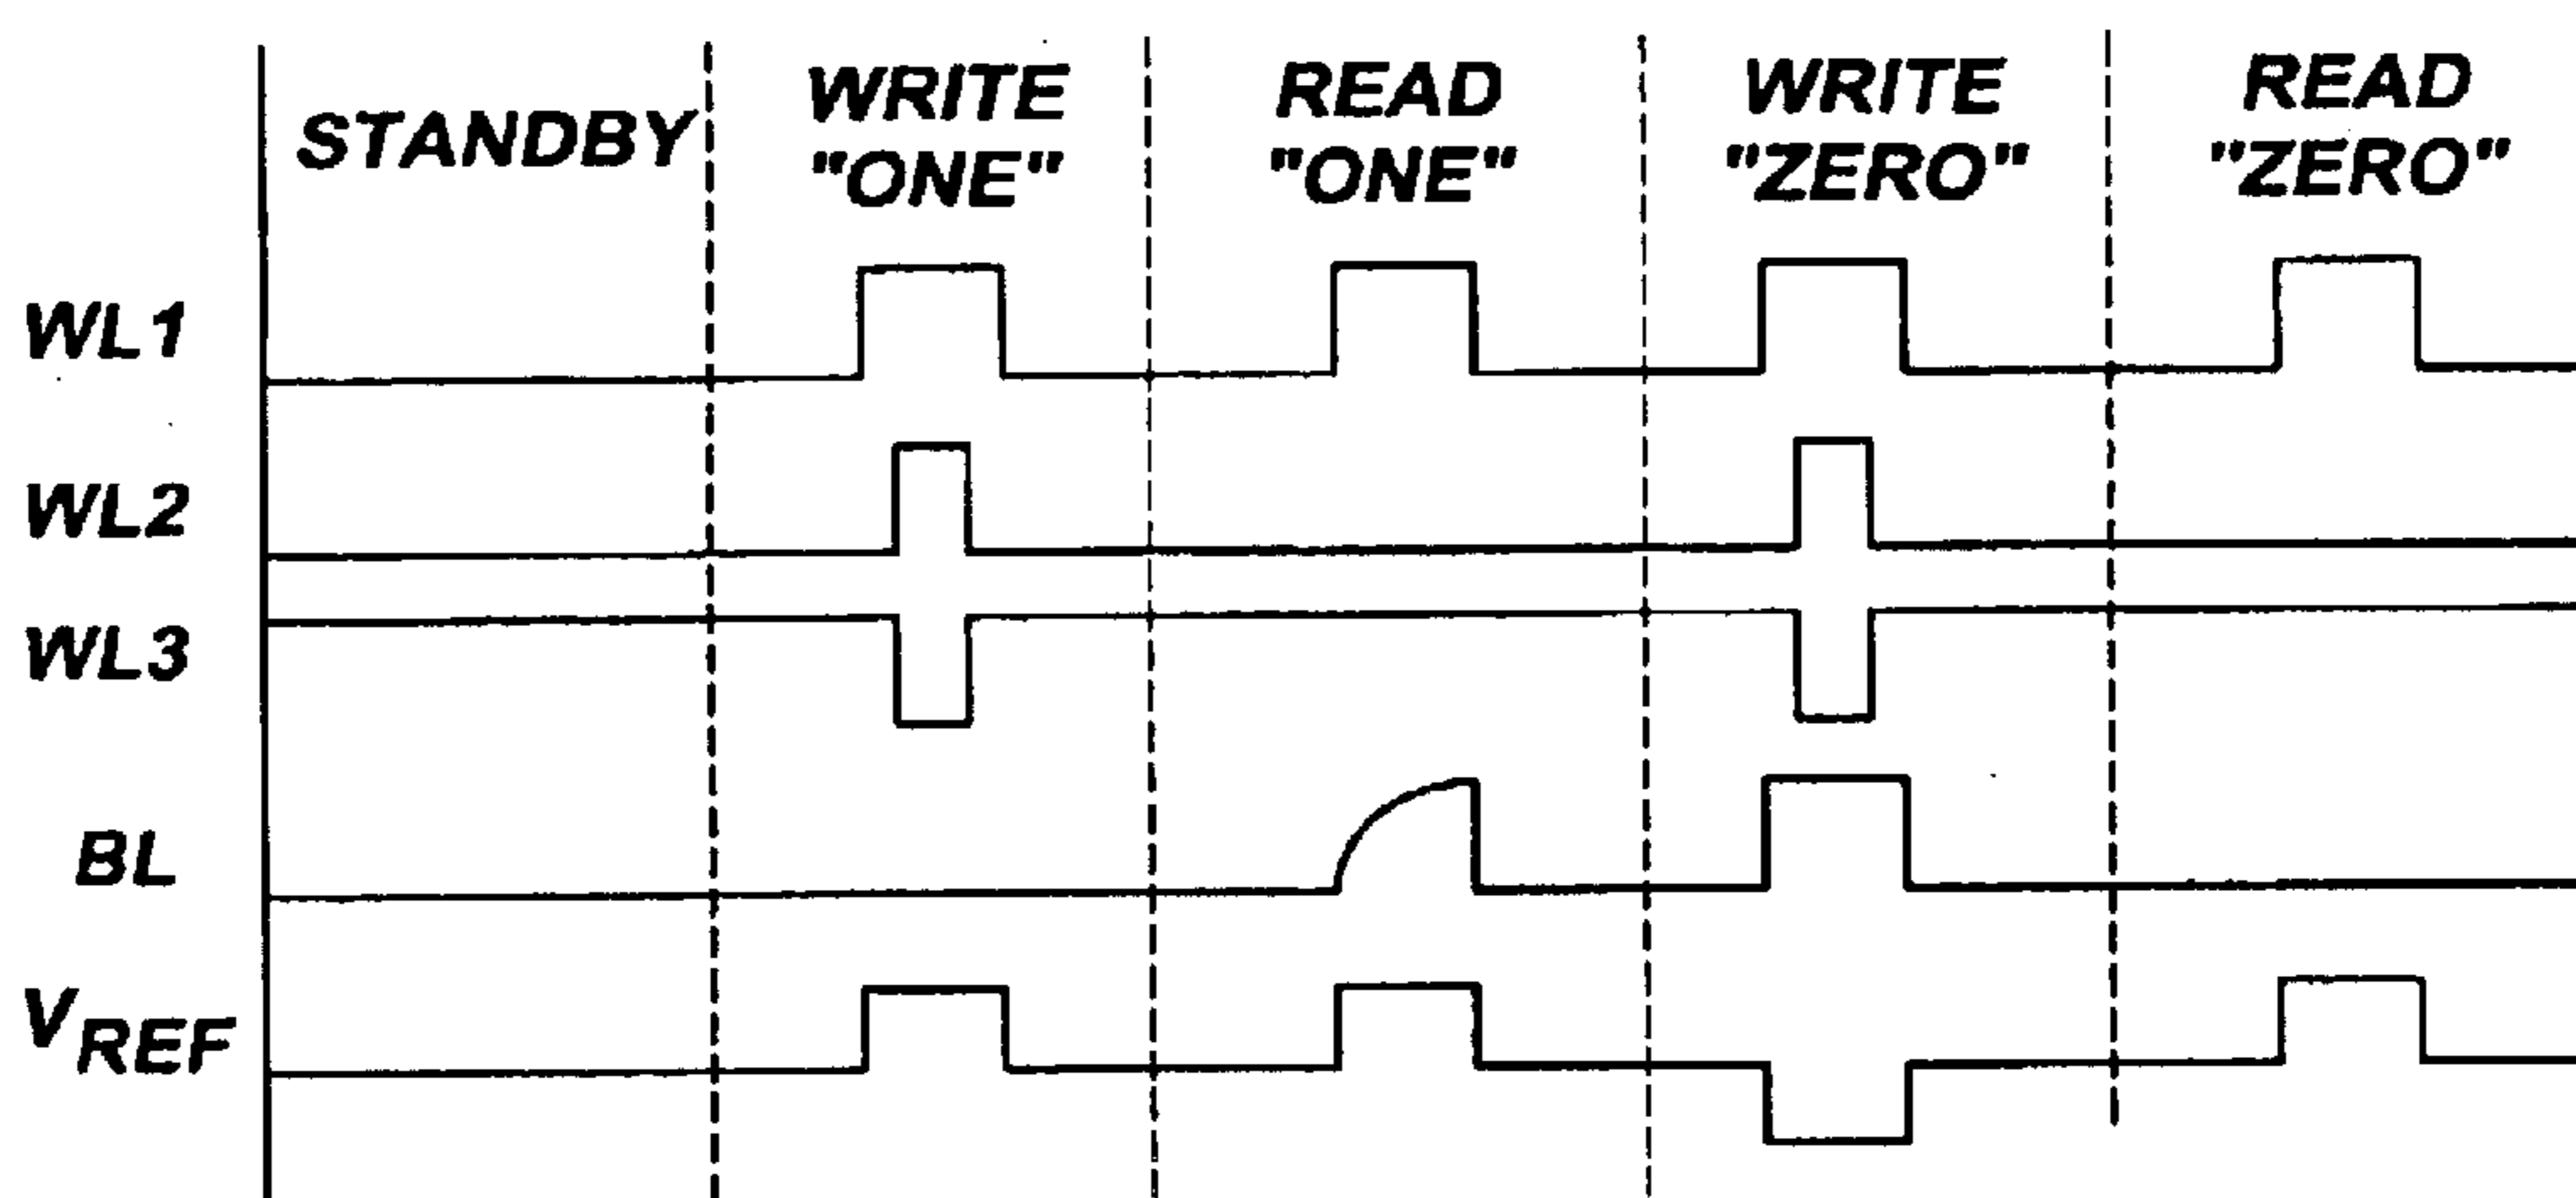 STANDBY
WRITE
"ONE"
READ
"ONE"
WRITE
"ZERO"
READ
"ZERO"
WL1
WL2
WL3
BL
VREF